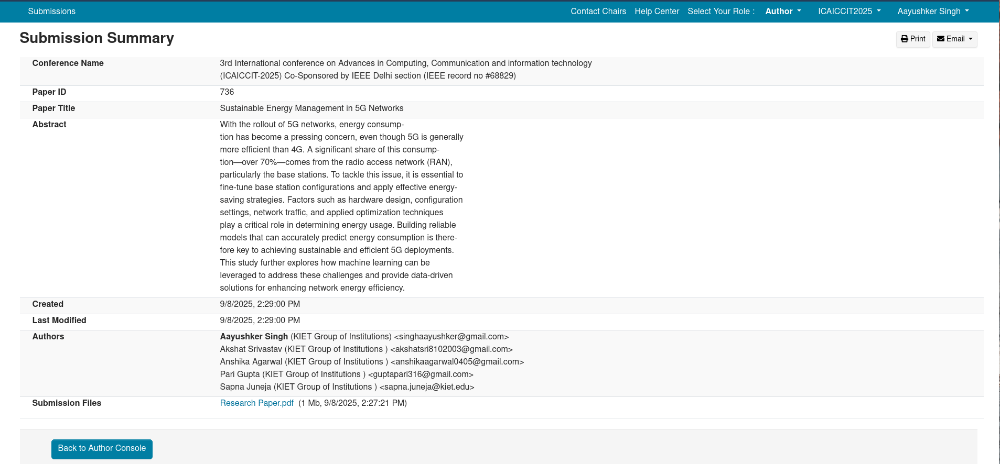 Submissions Contact Chairs Help Center Select Your Role : Author ICAICCIT2025 Aayushker Singh
Submission Summary Print Email
Conference Name 3rd International conference on Advances in Computing, Communication and information technology
(ICAICCIT-2025) Co-Sponsored by IEEE Delhi section (IEEE record no #68829)
Paper ID 736
Paper Title Sustainable Energy Management in 5G Networks
Abstract With the rollout of 5G networks, energy consump-
tion has become a pressing concern, even though 5G is generally
more efficient than 4G. A significant share of this consump-
tion—over 70%—comes from the radio access network (RAN),
particularly the base stations. To tackle this issue, it is essential to
fine-tune base station configurations and apply effective energy-
saving strategies. Factors such as hardware design, configuration
settings, network traffic, and applied optimization techniques
play a critical role in determining energy usage. Building reliable
models that can accurately predict energy consumption is there-
fore key to achieving sustainable and efficient 5G deployments.
This study further explores how machine learning can be
leveraged to address these challenges and provide data-driven
solutions for enhancing network energy efficiency.
Created 9/8/2025, 2:29:00 PM
Last Modified 9/8/2025, 2:29:00 PM
Authors Aayushker Singh (KIET Group of Institutions) <singhaayushker@gmail.com>
Akshat Srivastav (KIET Group of Institutions ) <akshatsri8102003@gmail.com>
Anshika Agarwal (KIET Group of Institutions ) <anshikaagarwal0405@gmail.com>
Pari Gupta (KIET Group of Institutions ) <guptapari316@gmail.com>
Sapna Juneja (KIET Group of Institutions ) <sapna.juneja@kiet.edu>
Submission Files Research Paper.pdf (1 Mb, 9/8/2025, 2:27:21 PM)
Back to Author Console